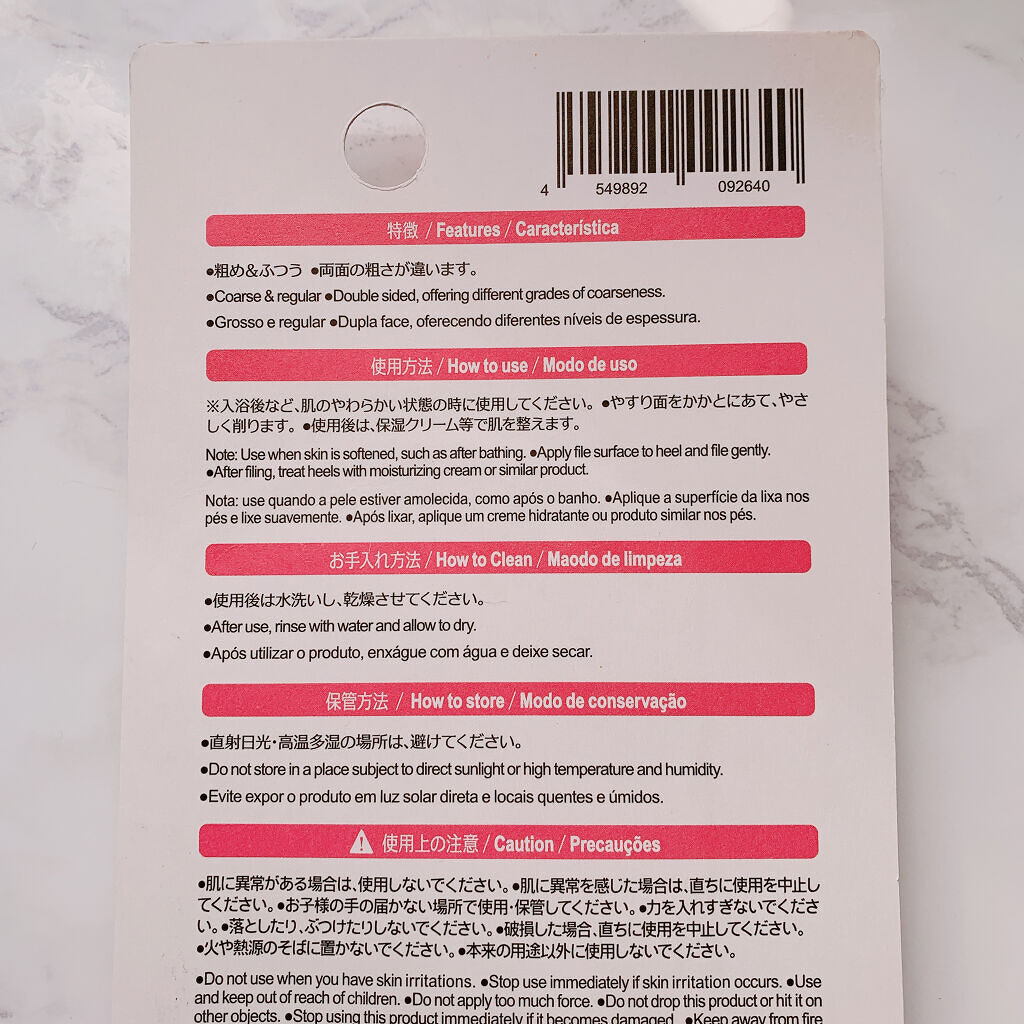 4 549892 092640
特徴 / Features / Característica
●粗め&ふつう ●両面の粗さが違います。
●Coarse & regular ●Double sided, offering different grades of coarseness.
●Grosso e regular ●Dupla face, oferecendo diferentes níveis de espessura.
使用方法 / How to use / Modo de uso
※入浴後など、肌のやわらかい状態の時に使用してください。 ●やすり面をかかとにあて、やさ
しく削ります。 ●使用後は、保湿クリーム等で肌を整えます。
Note: Use when skin is softened, such as after bathing. ●Apply file surface to heel and file gently.
●After filing, treat heels with moisturizing cream or similar product.
Nota: use quando a pele estiver amolecida, como após o banho. ●Aplique a superfície da lixa nos
pés e lixe suavemente. ●Após lixar, aplique um creme hidratante ou produto similar nos pés.
お手入れ方法 / How to Clean / Maodo de limpeza
●使用後は水洗いし、乾燥させてください。
●After use, rinse with water and allow to dry.
●Após utilizar o produto, enxágue com água e deixe secar.
保管方法 / How to store / Modo de conservação
●直射日光・高温多湿の場所は、避けてください。
●Do not store in a place subject to direct sunlight or high temperature and humidity.
●Evite expor o produto em luz solar direta e locais quentes e úmidos.
使用上の注意 / Caution / Precauções
●肌に異常がある場合は、使用しないでください。●肌に異常を感じた場合は、直ちに使用を中止し
てください。●お子様の手の届かない場所で使用・保管してください。●力を入れすぎないでくださ
い。●落としたり、ぶつけたりしないでください。●破損した場合、直ちに使用を中止してください。
●火や熱源のそばに置かないでください。●本来の用途以外に使用しないでください。
●Do not use when you have skin irritations. ●Stop use immediately if skin irritation occurs. ●Use
and keep out of reach of children. ●Do not apply too much force. ●Do not drop this product or hit it on
other objects. ●Stop using this product immediately if it becomes damaged. ●Keep away from fire